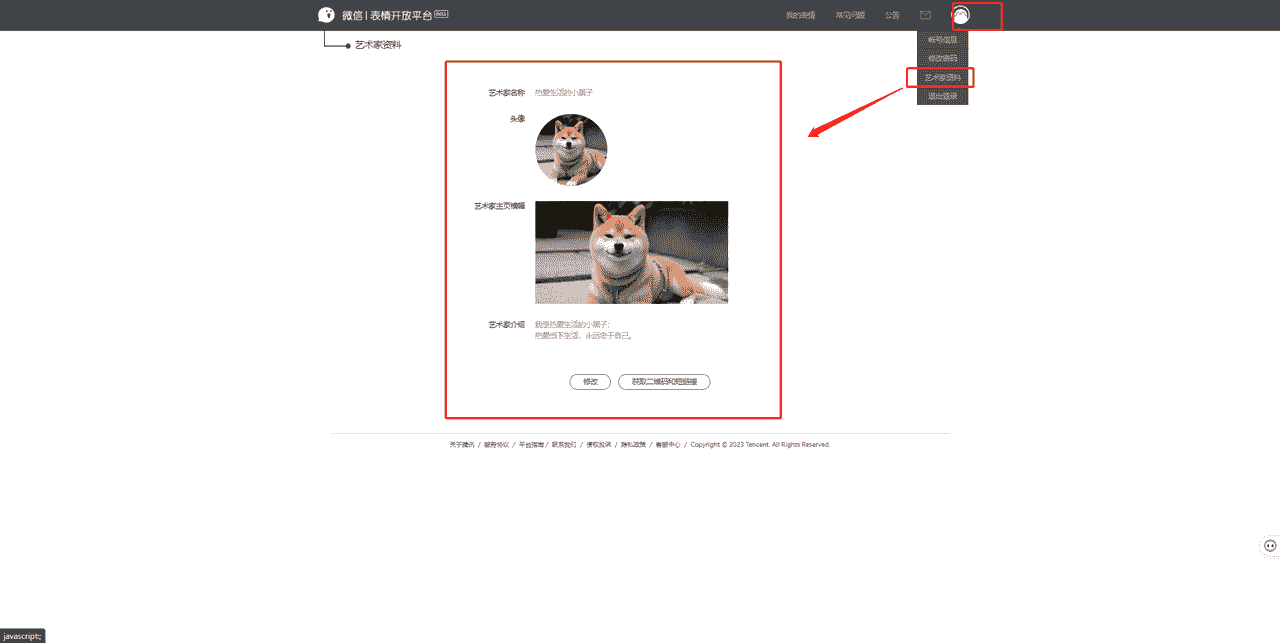 微信 | 表情开放平台 BETA
我的表情 常见问题 公告
帐号信息
修改密码
艺术家资料
退出登录
艺术家资料
艺术家名称 热爱生活的小黑子
头像
艺术家主页横幅
艺术家介绍 我是热爱生活的小黑子;
热爱当下生活，永远忠于自己。
修改 获取二维码和短链接
关于腾讯 / 服务协议 / 平台指南 / 联系我们 / 侵权投诉 / 隐私政策 / 客服中心 / Copyright © 2023 Tencent. All Rights Reserved.
javascript:;